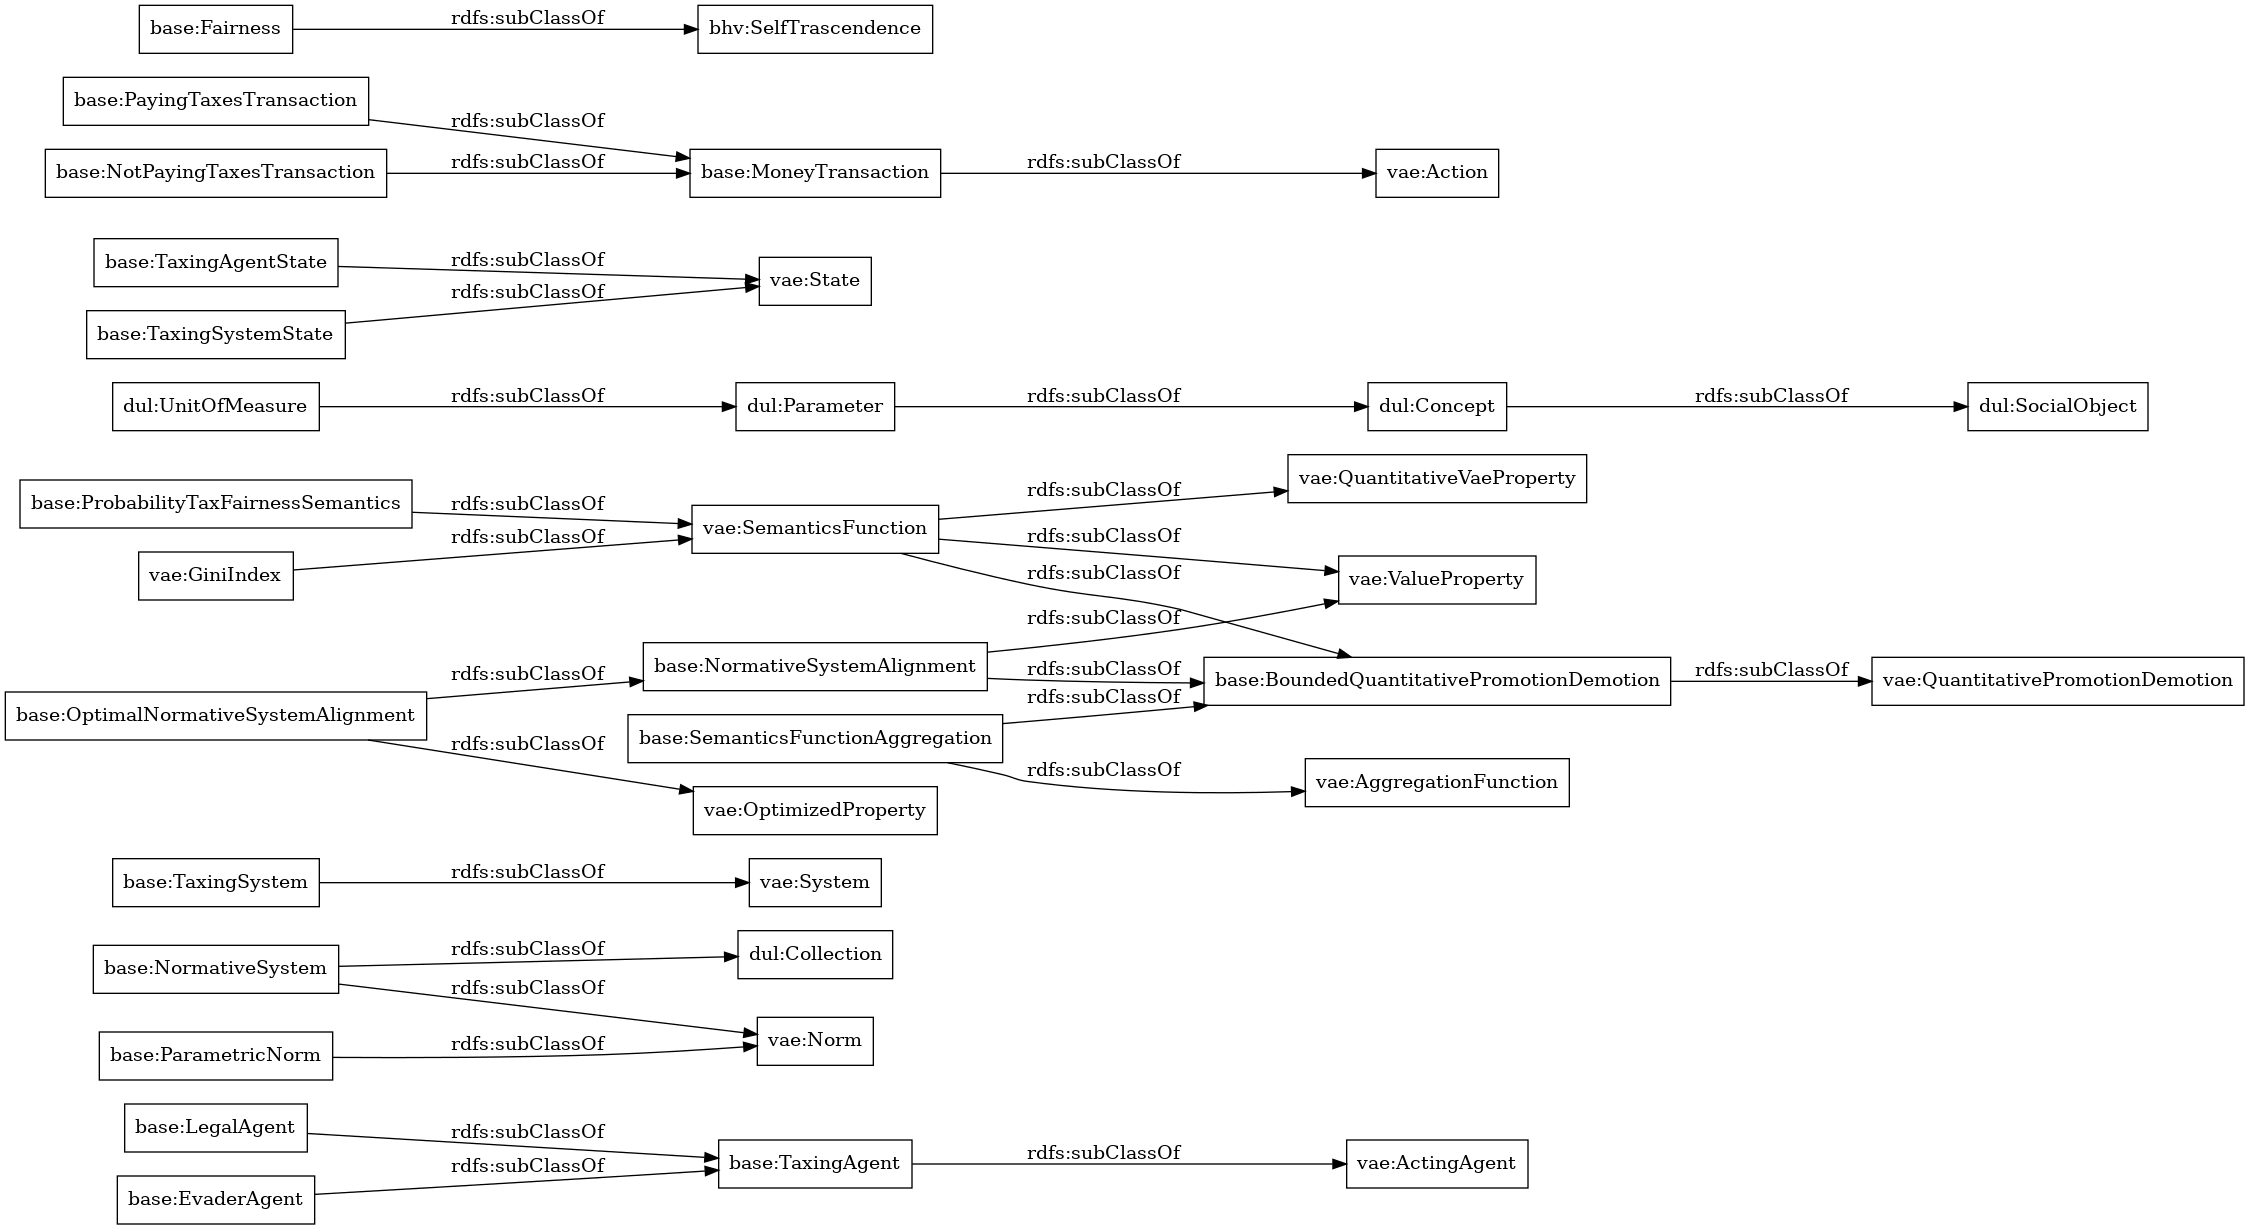 base:Fairness
rdfs:subClassOf
bhv:SelfTrascendence
base:PayingTaxesTransaction
rdfs:subClassOf
base:NotPayingTaxesTransaction
rdfs:subClassOf
base:MoneyTransaction
rdfs:subClassOf
vae:Action
base:TaxingAgentState
rdfs:subClassOf
vae:State
rdfs:subClassOf
base:TaxingSystemState
dul:UnitOfMeasure
rdfs:subClassOf
dul:Parameter
rdfs:subClassOf
dul:Concept
rdfs:subClassOf
dul:SocialObject
base:ProbabilityTaxFairnessSemantics
rdfs:subClassOf
vae:GiniIndex
rdfs:subClassOf
vae:SemanticsFunction
rdfs:subClassOf
vae:QuantitativeVaeProperty
rdfs:subClassOf
vae:ValueProperty
rdfs:subClassOf
rdfs:subClassOf
base:OptimalNormativeSystemAlignment
rdfs:subClassOf
base:NormativeSystemAlignment
rdfs:subClassOf
base:BoundedQuantitativePromotionDemotion
rdfs:subClassOf
vae:QuantitativePromotionDemotion
rdfs:subClassOf
base:SemanticsFunctionAggregation
rdfs:subClassOf
vae:AggregationFunction
rdfs:subClassOf
vae:OptimizedProperty
base:TaxingSystem
rdfs:subClassOf
vae:System
base:NormativeSystem
rdfs:subClassOf
dul:Collection
rdfs:subClassOf
base:ParametricNorm
rdfs:subClassOf
vae:Norm
base:LegalAgent
rdfs:subClassOf
base:EvaderAgent
rdfs:subClassOf
base:TaxingAgent
rdfs:subClassOf
vae:ActingAgent